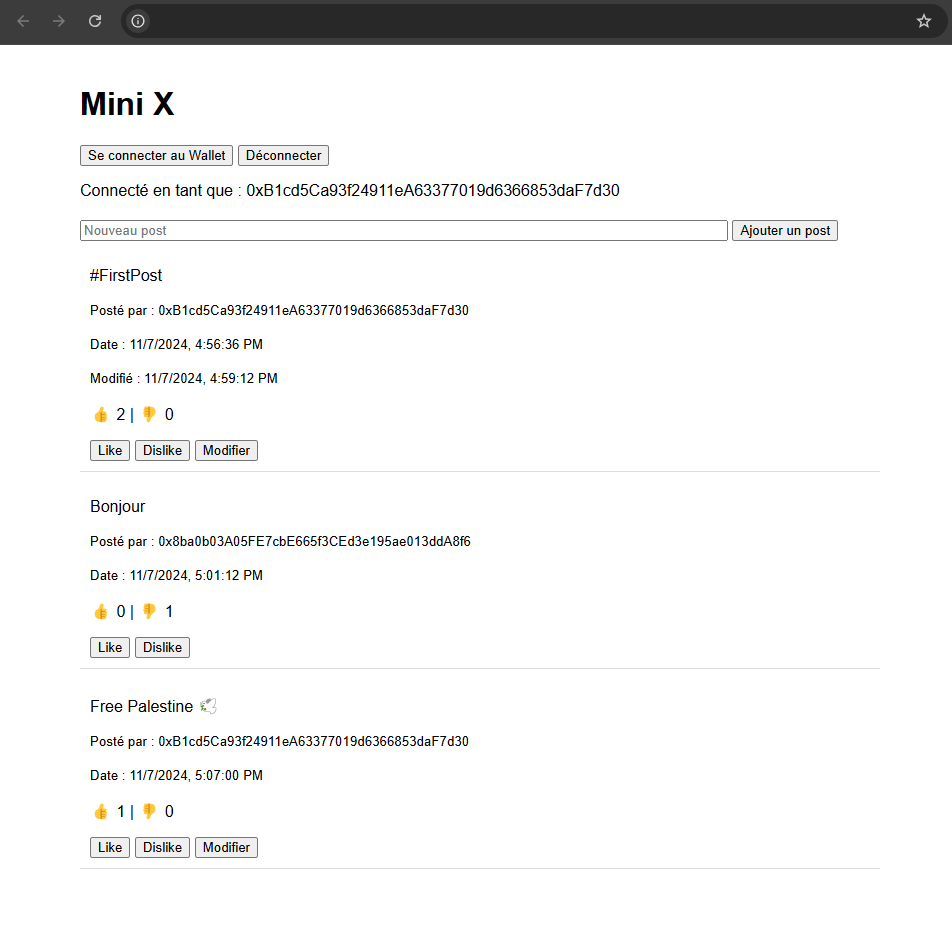 Mini X
Se connecter au Wallet Déconnecter
Connecté en tant que : 0xB1cd5Ca93f24911eA63377019d6366853daF7d30
Nouveau post Ajouter un post
#FirstPost
Posté par : 0xB1cd5Ca93f24911eA63377019d6366853daF7d30
Date : 11/7/2024, 4:56:36 PM
Modifié : 11/7/2024, 4:59:12 PM
👍 2 | 👎 0
Like Dislike Modifier
Bonjour
Posté par : 0x8ba0b03A05FE7cbE665f3CEd3e195ae013ddA8f6
Date : 11/7/2024, 5:01:12 PM
👍 0 | 👎 1
Like Dislike
Free Palestine 🕊️
Posté par : 0xB1cd5Ca93f24911eA63377019d6366853daF7d30
Date : 11/7/2024, 5:07:00 PM
👍 1 | 👎 0
Like Dislike Modifier